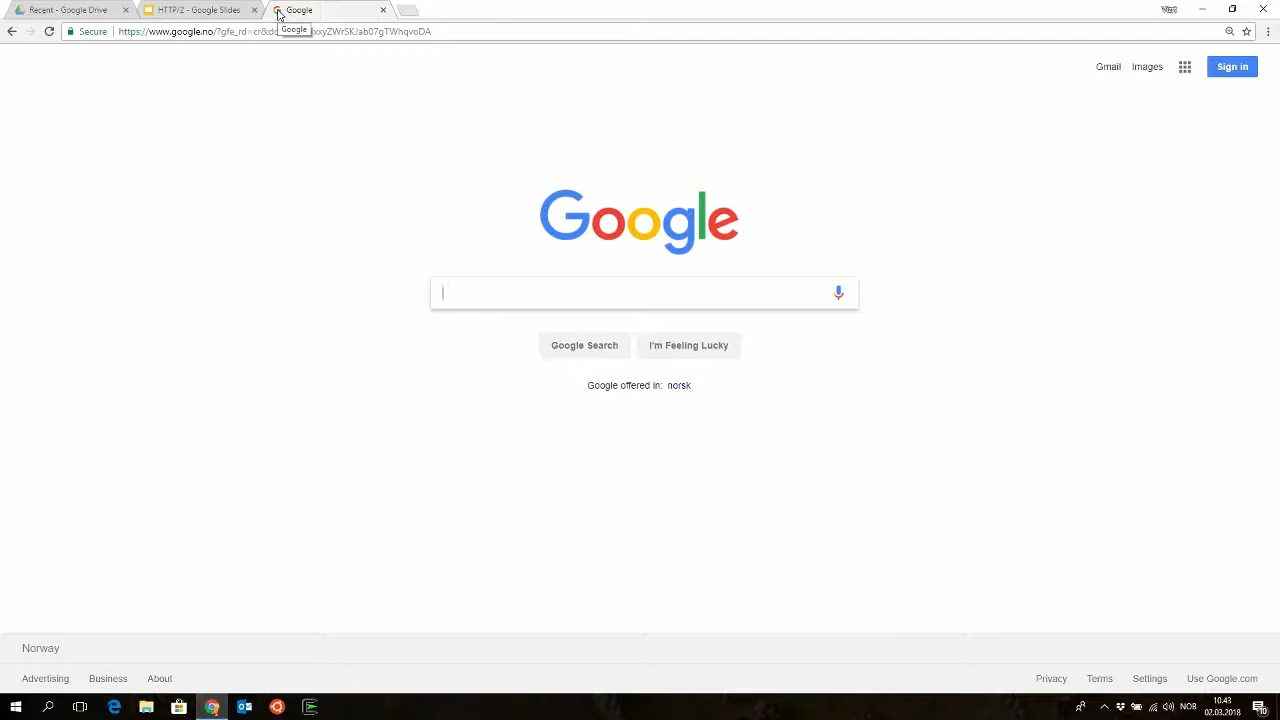 Recent - Google Drive
HTTP/2 - Google Slides
Google
Google
Secure
Gmail
Images
Sign in
Google
Google Search
I'm Feeling Lucky
Google offered in: norsk
Norway
Advertising
Business
About
Privacy
Terms
Settings
Use Google.com
NOR
10.43
02.03.2018